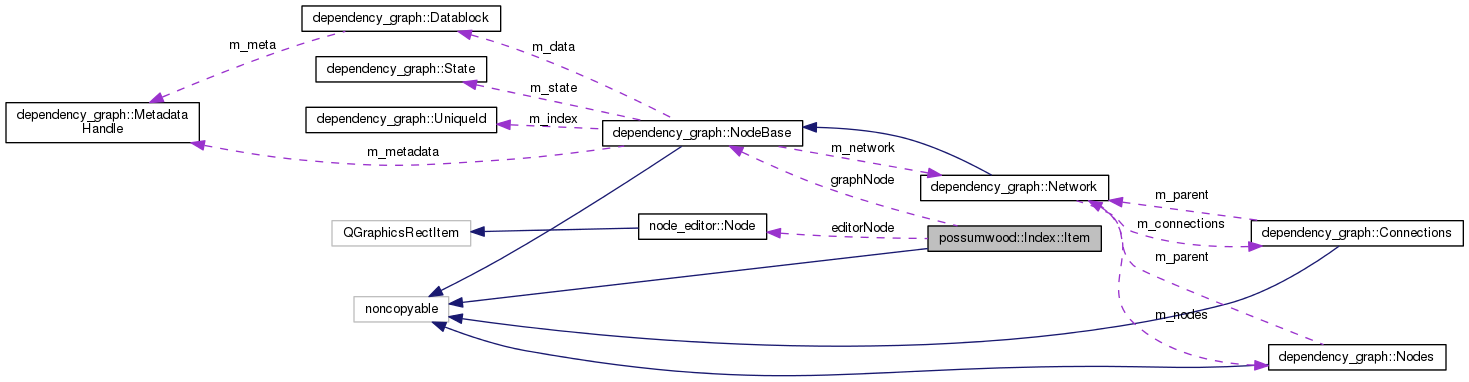 dependency_graph::Datablock
m_meta
m_data
dependency_graph::State
m_state
dependency_graph::Metadata
Handle
dependency_graph::UniqueId
m_index
dependency_graph::NodeBase
m_metadata
m_network
graphNode
dependency_graph::Network
m_parent
QGraphicsRectItem
node_editor::Node
editorNode
possumwood::Index::Item
m_connections
dependency_graph::Connections
m_parent
noncopyable
m_nodes
dependency_graph::Nodes